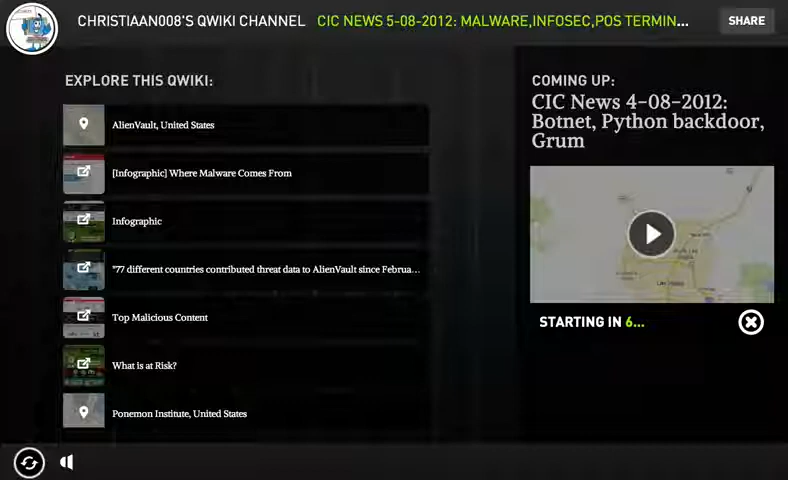 CHRISTIAAN008'S QWIKI CHANNEL CIC NEWS 5-08-2012: MALWARE,INFOSEC,POS TERMIN... SHARE
EXPLORE THIS QWIKI:
AlienVault, United States
[Infographic] Where Malware Comes From
Infographic
"77 different countries contributed threat data to AlienVault since Februa...
Top Malicious Content
What is at Risk?
Ponemon Institute, United States
COMING UP:
CIC News 4-08-2012:
Botnet, Python backdoor,
Grum
STARTING IN 6...